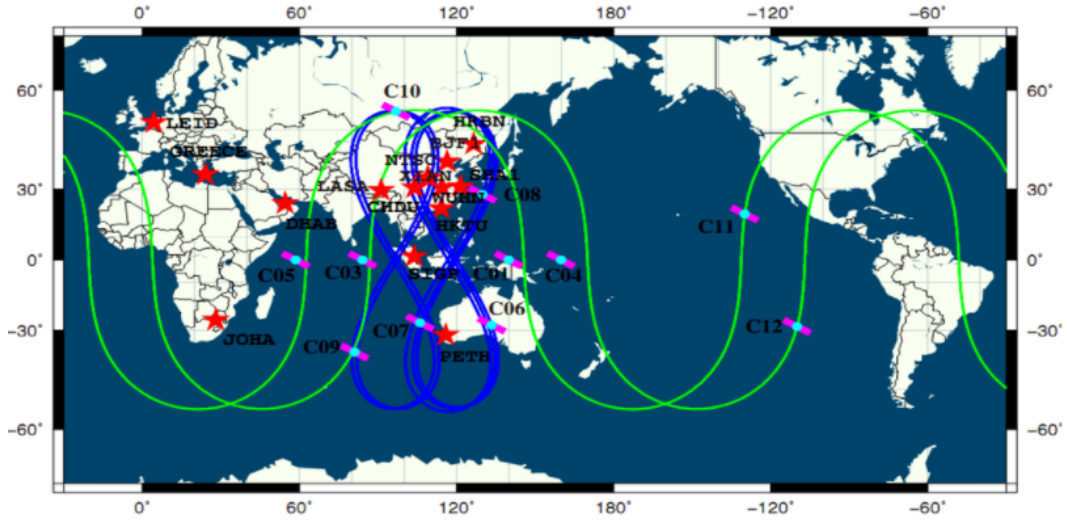 0° 60° 120° 180° −120° −60°
60° 60°
C10
HRBN
LEID
BJF1
GREECE
NTSC
XIAN
SHA1
LASA
30° 30°
C08
CHDU
WUHN
DHAB
HKTU
C11
0° 0°
C05
C03
SIGP
C01
C04
C06
C07
C12
−30° −30°
JOHA
C09
PETH
−60° −60°
0° 60° 120° 180° −120° −60°